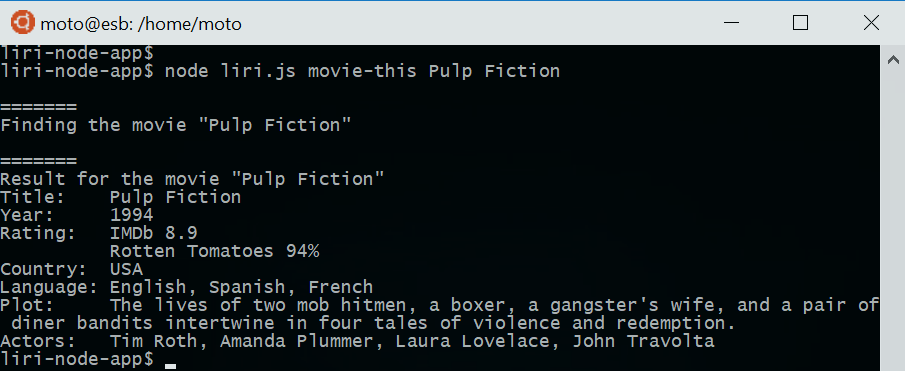 moto@esb: /home/moto
liri-node-app$
liri-node-app$ node liri.js movie-this Pulp Fiction
=======
Finding the movie "Pulp Fiction"
=======
Result for the movie "Pulp Fiction"
Title:    Pulp Fiction
Year:     1994
Rating:   IMDb 8.9
          Rotten Tomatoes 94%
Country:  USA
Language: English, Spanish, French
Plot:     The lives of two mob hitmen, a boxer, a gangster's wife, and a pair of
 diner bandits intertwine in four tales of violence and redemption.
Actors:   Tim Roth, Amanda Plummer, Laura Lovelace, John Travolta
liri-node-app$